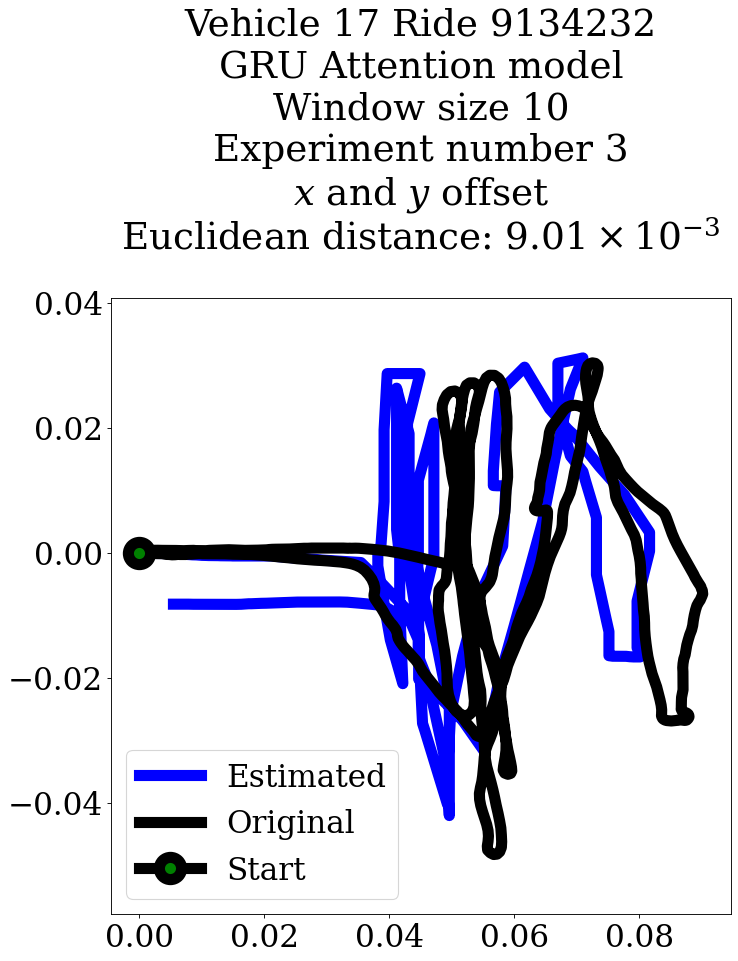 Vehicle 17 Ride 9134232
GRU Attention model
Window size 10
Experiment number 3
x and y offset
Euclidean distance: 9.01 × 10⁻³
0.04
0.02
0.00
−0.02
−0.04
Estimated
Original
Start
0.00 0.02 0.04 0.06 0.08